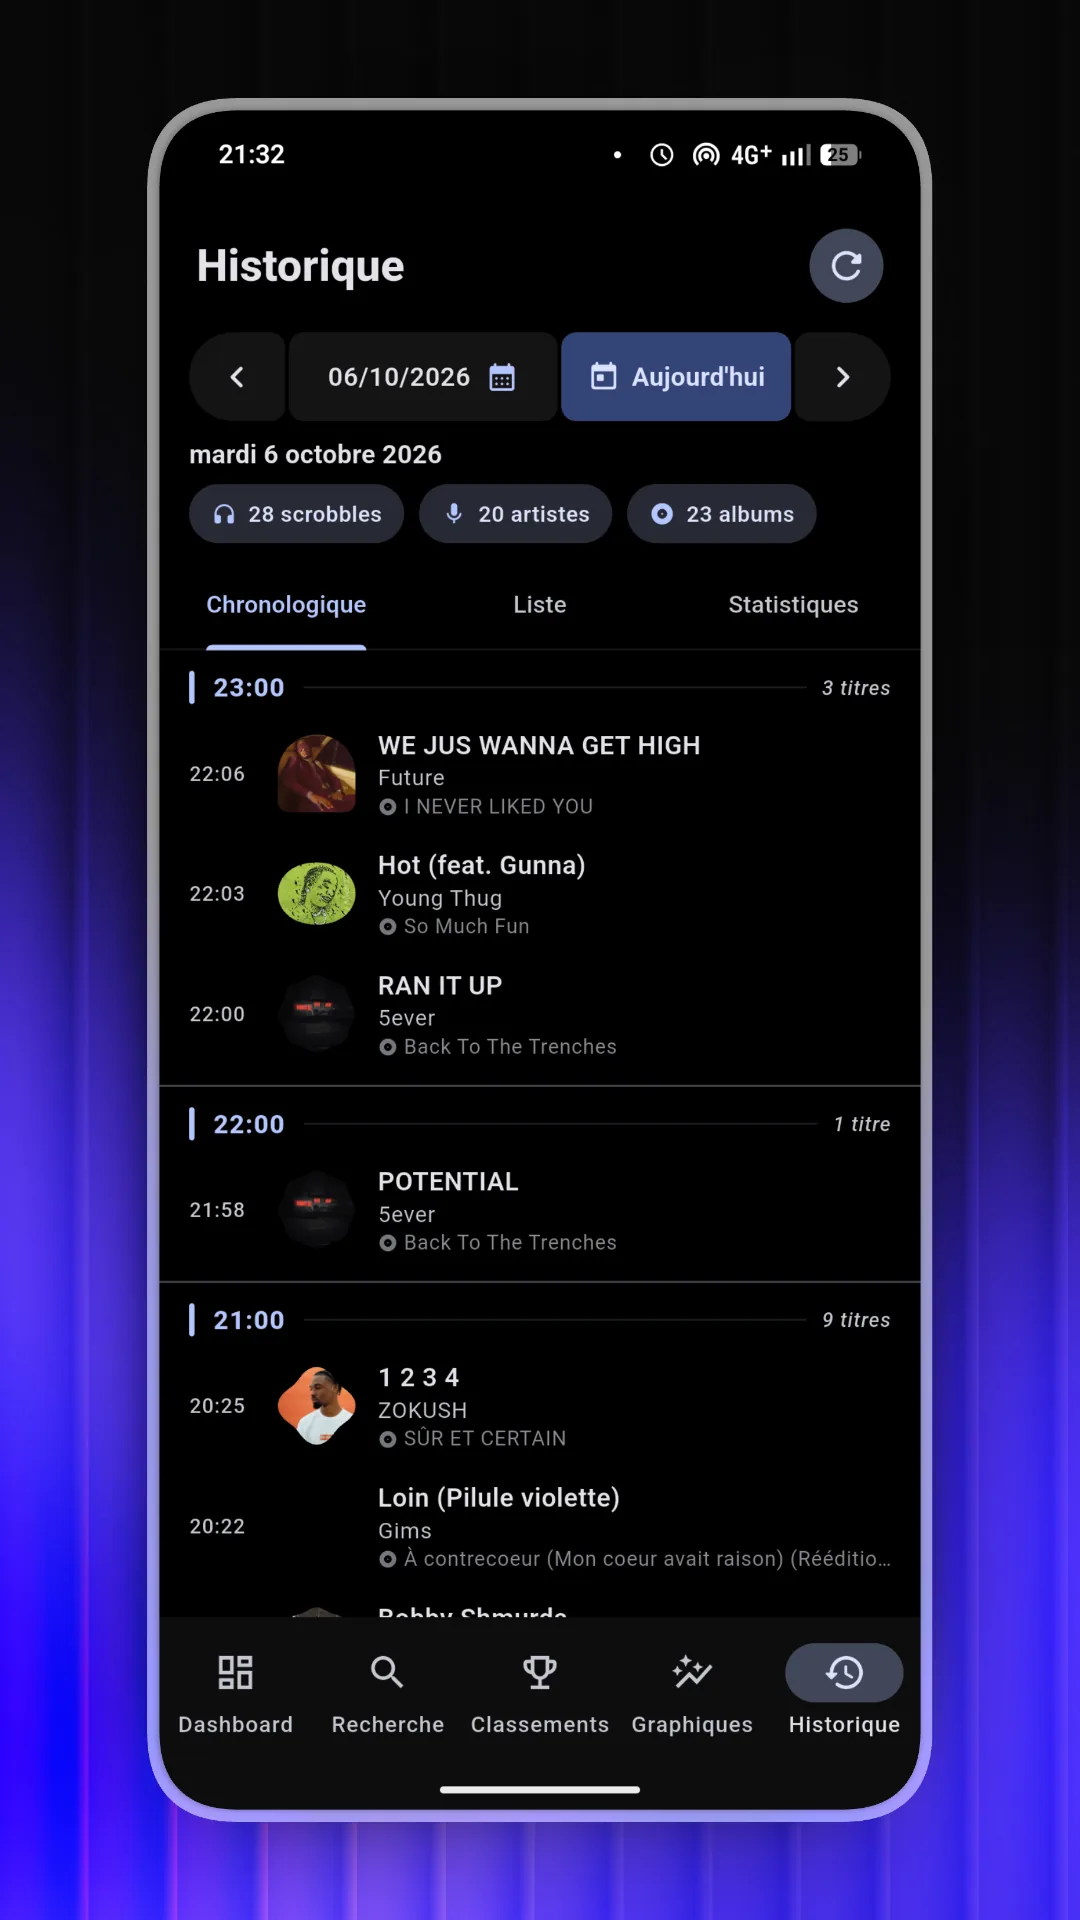 21:32
4G+
25
Historique
06/10/2026
Aujourd'hui
mardi 6 octobre 2026
28 scrobbles
20 artistes
23 albums
Chronologique
Liste
Statistiques
23:00
3 titres
22:06
WE JUS WANNA GET HIGH
Future
I NEVER LIKED YOU
22:03
Hot (feat. Gunna)
Young Thug
So Much Fun
22:00
RAN IT UP
5ever
Back To The Trenches
22:00
1 titre
21:58
POTENTIAL
5ever
Back To The Trenches
21:00
9 titres
20:25
1 2 3 4
ZOKUSH
SÛR ET CERTAIN
20:22
Loin (Pilule violette)
Gims
À contrecoeur (Mon coeur avait raison) (Rééditio…
Bobby Shmurda
Dashboard
Recherche
Classements
Graphiques
Historique